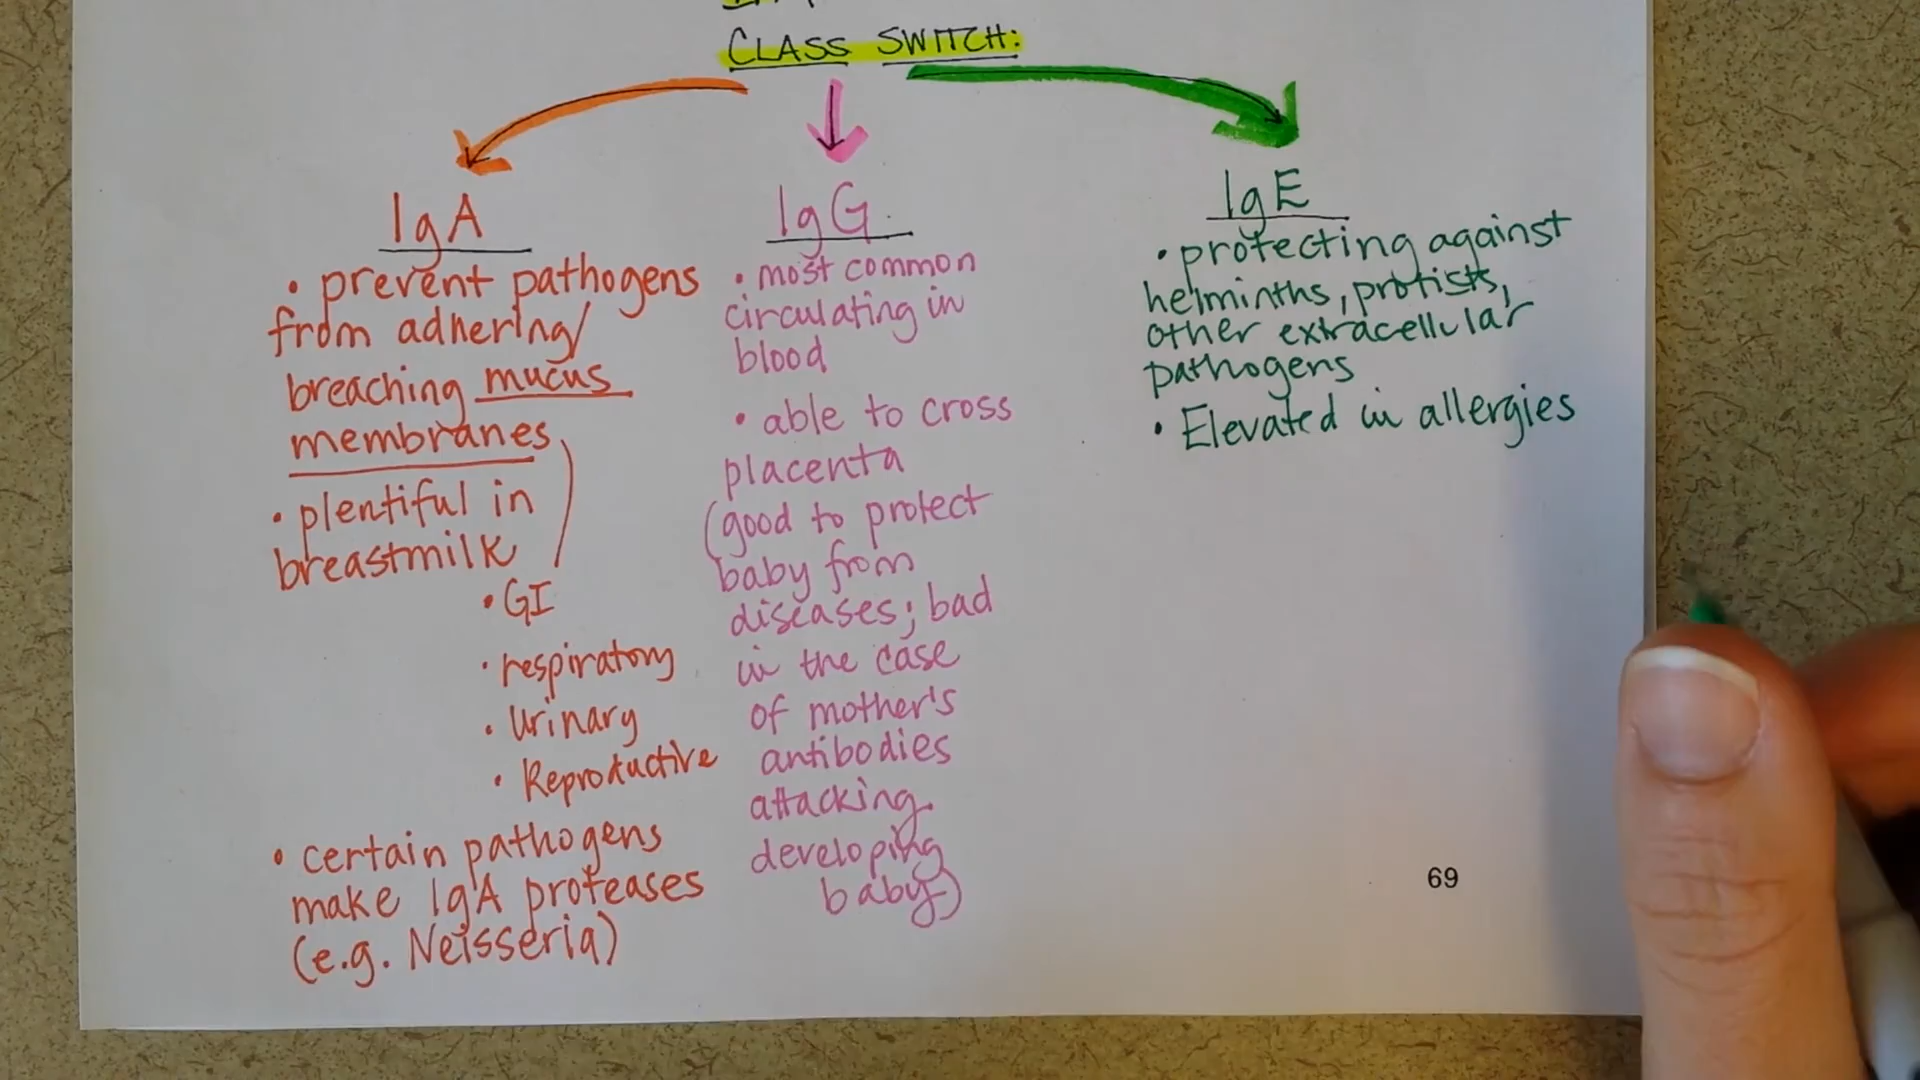 CLASS SWITCH:
IgA
• prevent pathogens
from adhering/
breaching mucus
membranes
• plentiful in
breastmilk
• GI
• respiratory
• Urinary
• Reproductive
• certain pathogens
make IgA proteases
(e.g. Neisseria)
IgG
• most common
circulating in
blood
• able to cross
placenta
(good to protect
baby from
diseases; bad
in the case
of mother's
antibodies
attacking
developing
baby)
IgE
• protecting against
helminths, protists,
other extracellular
pathogens
• Elevated in allergies
69